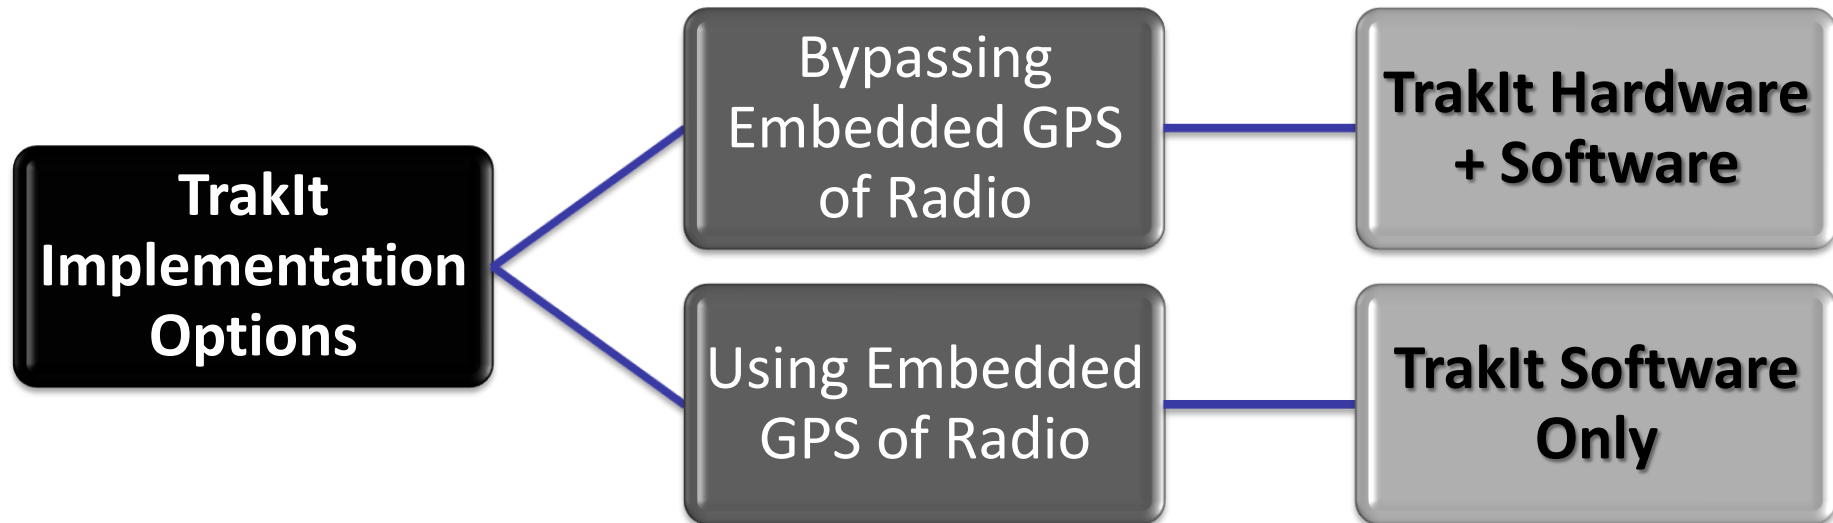 TrakIt
Implementation
Options
Bypassing
Embedded GPS
of Radio
TrakIt Hardware
+ Software
Using Embedded
GPS of Radio
TrakIt Software
Only